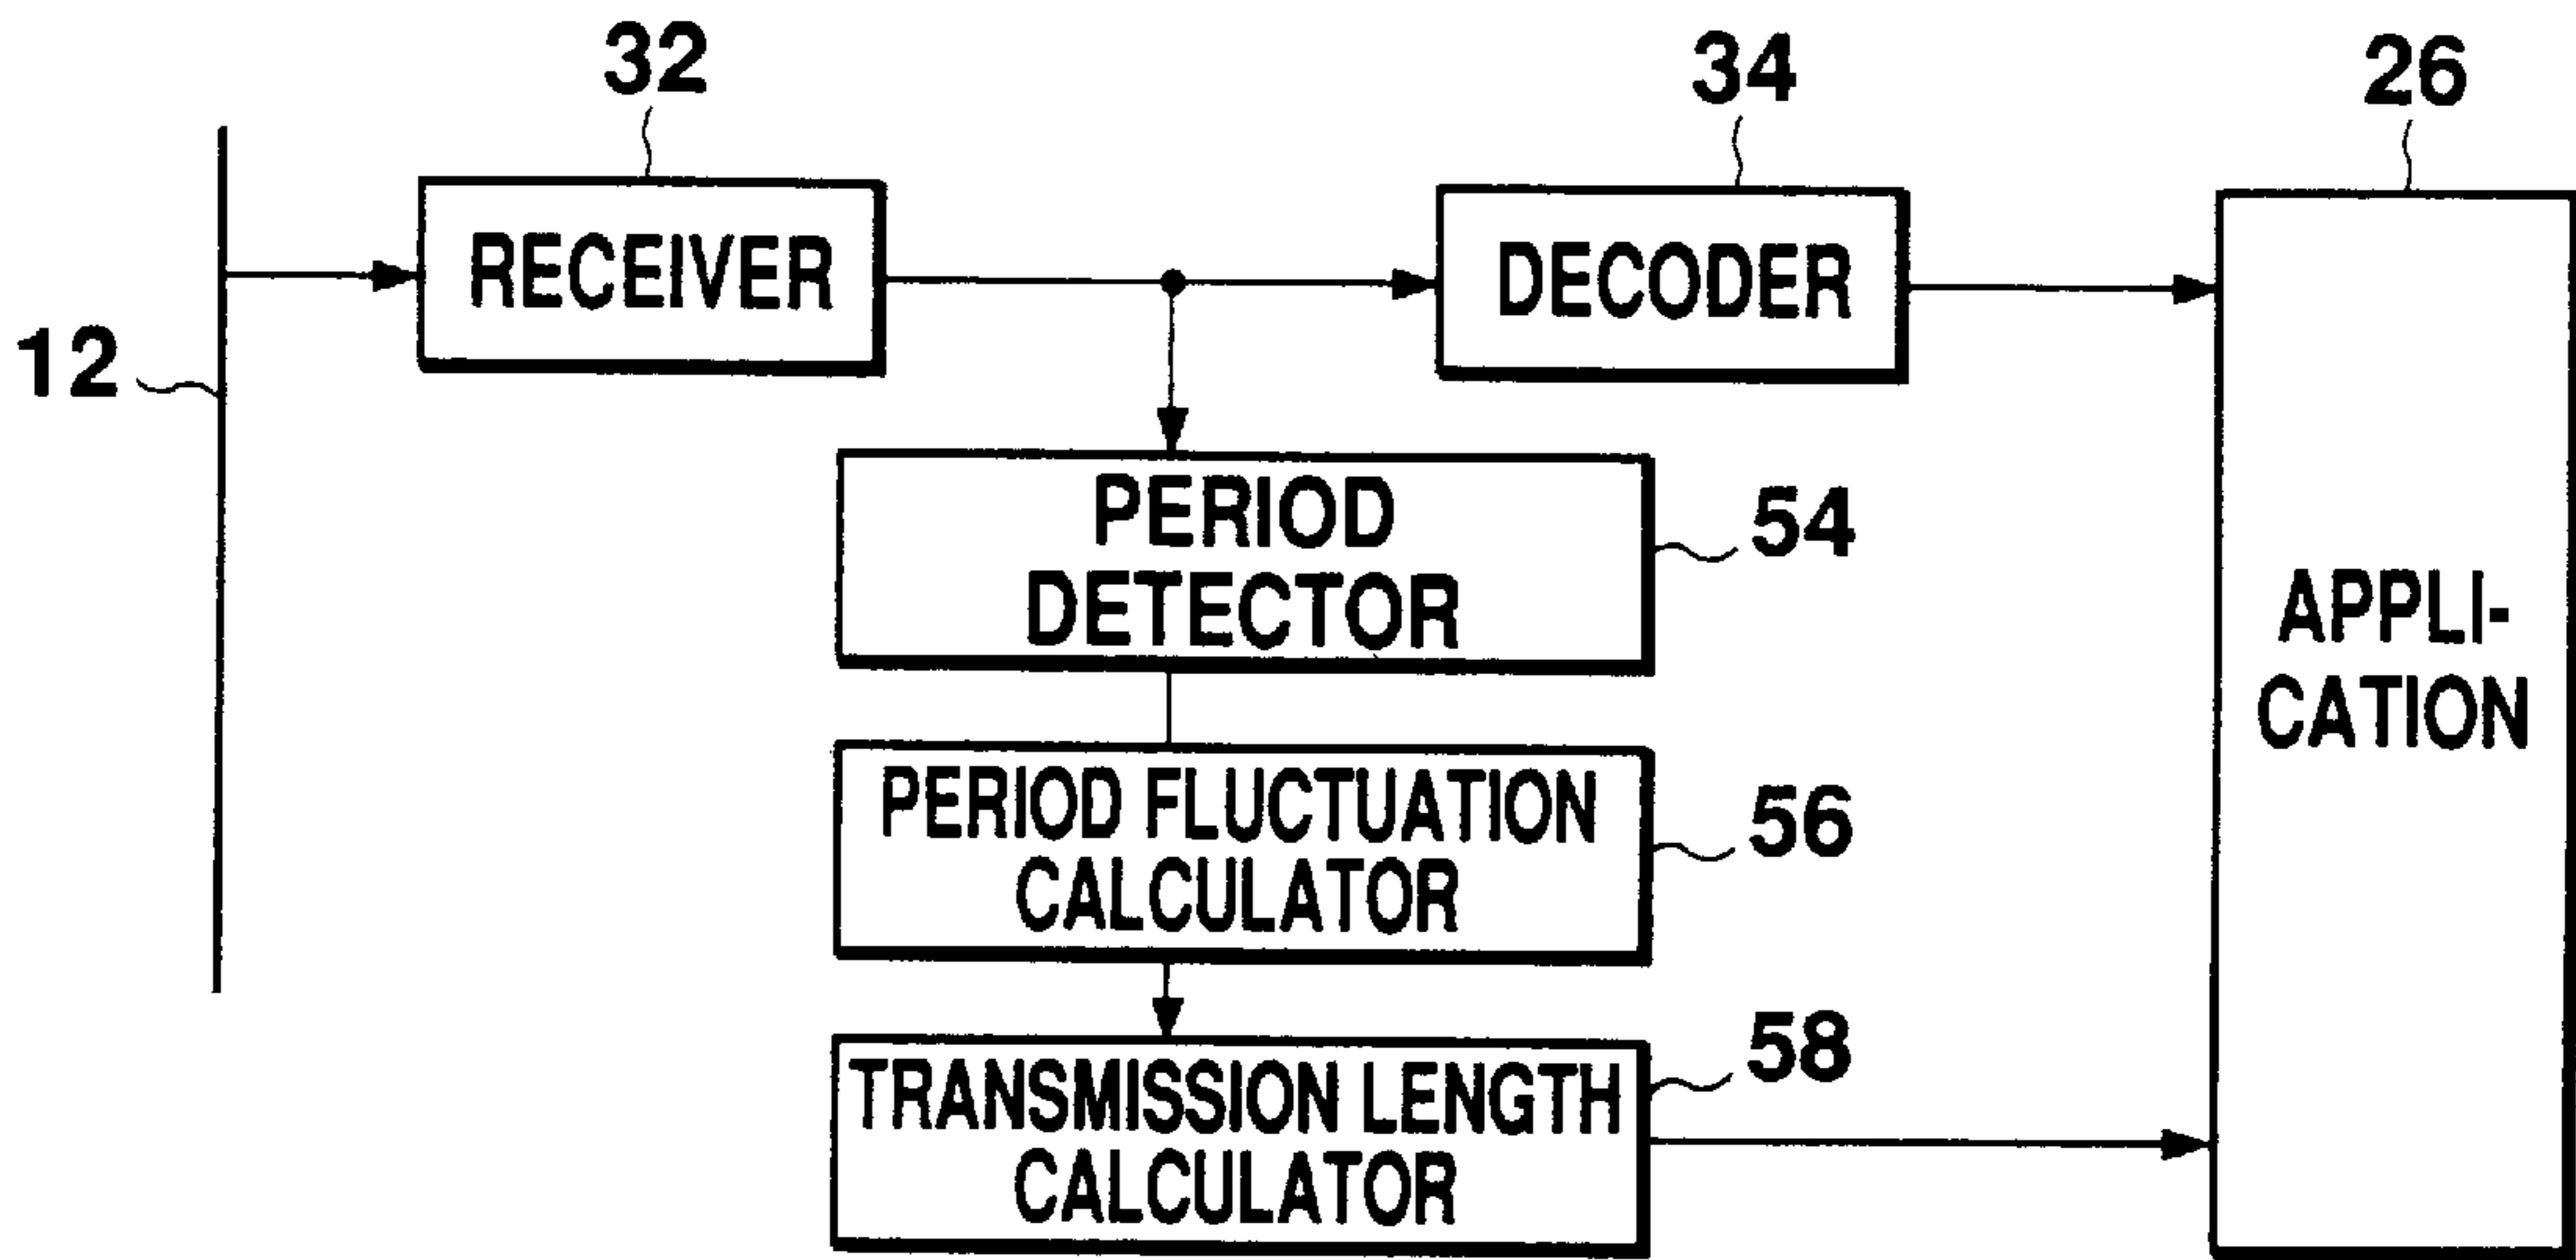 32
34
26
RECEIVER
DECODER
12
PERIOD
DETECTOR
54
APPLI-
CATION
PERIOD FLUCTUATION
CALCULATOR
56
TRANSMISSION LENGTH
CALCULATOR
58